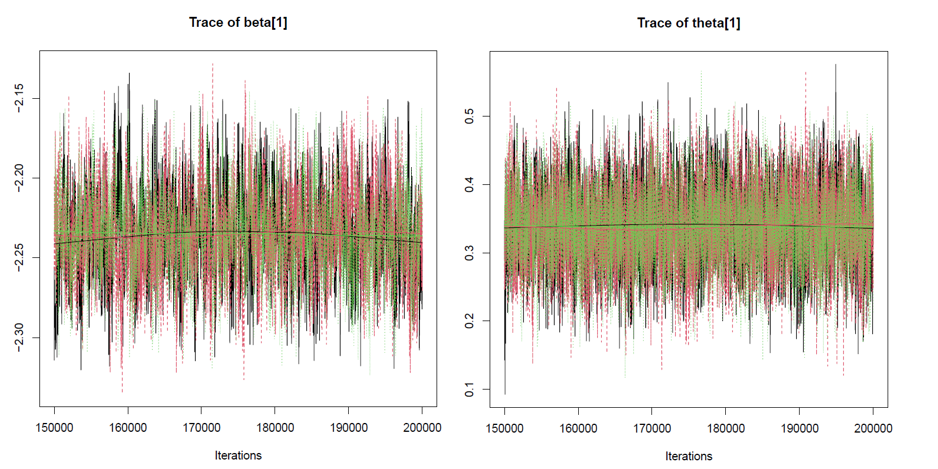 Trace of beta[1]
−2.15
−2.20
−2.25
−2.30
150000 160000 170000 180000 190000 200000
Iterations
Trace of theta[1]
0.5
0.4
0.3
0.2
0.1
150000 160000 170000 180000 190000 200000
Iterations